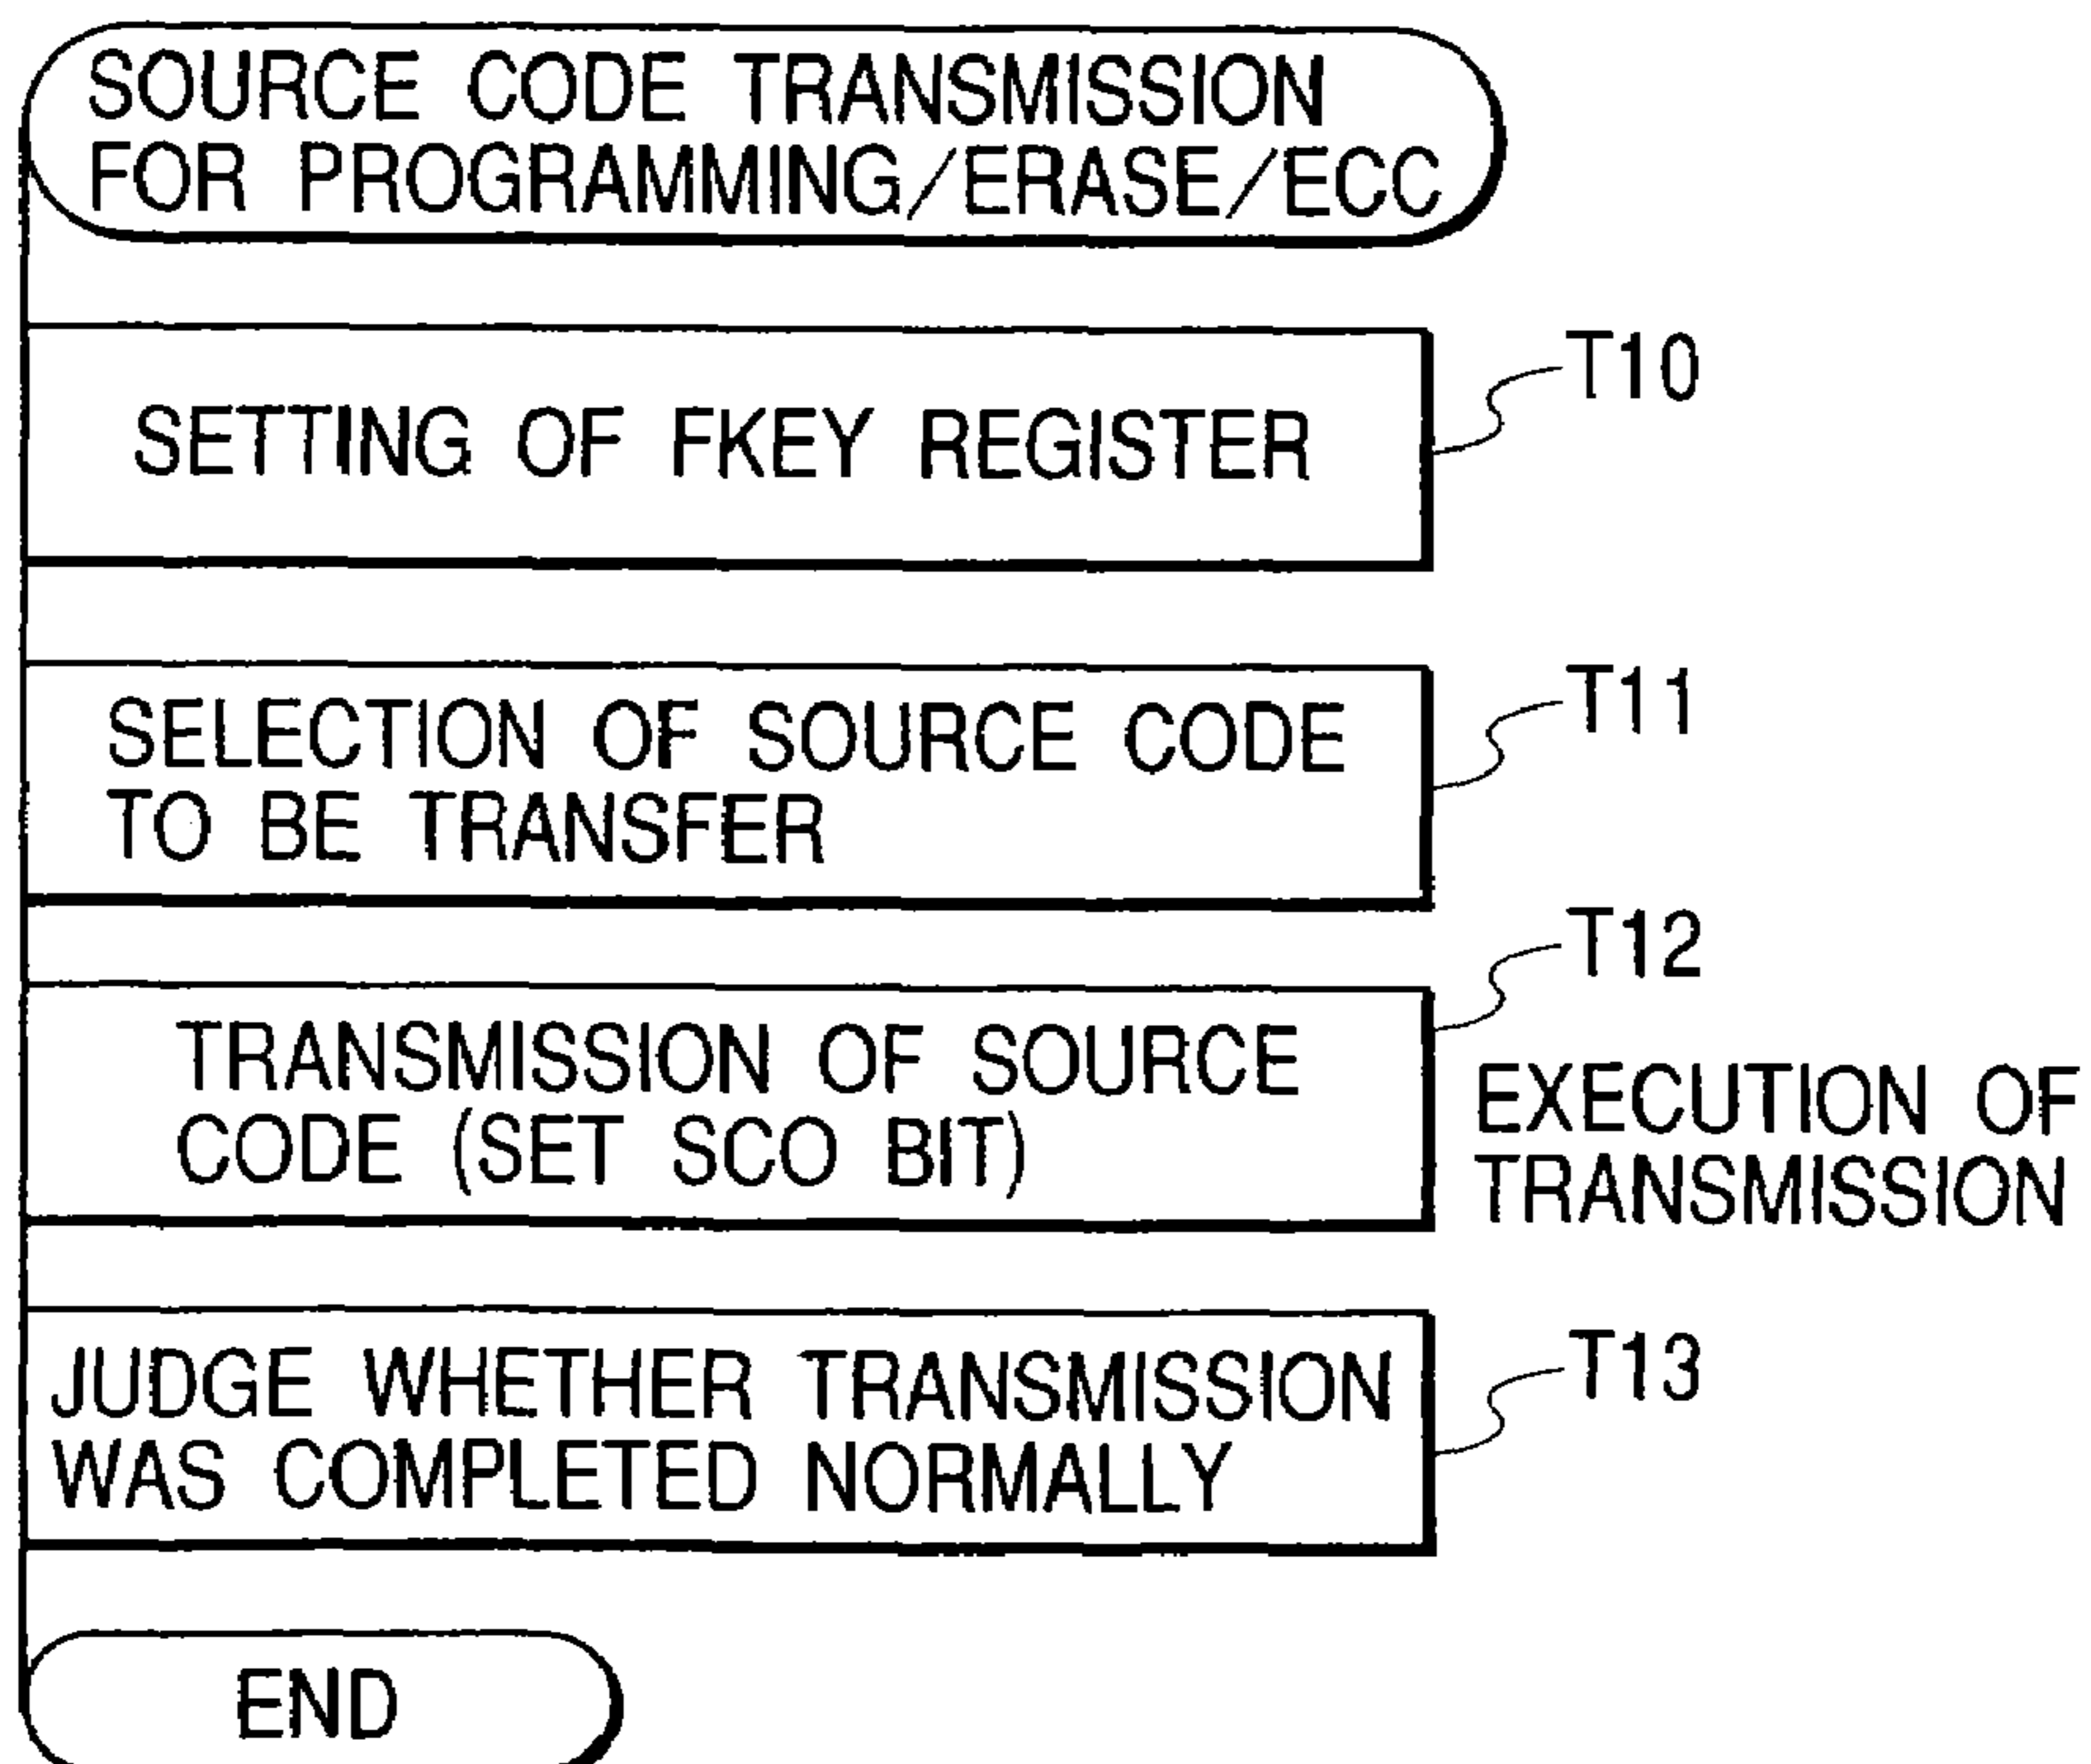 SOURCE CODE TRANSMISSION
FOR PROGRAMMING/ERASE/ECC
T10
SETTING OF FKEY REGISTER
T11
SELECTION OF SOURCE CODE
TO BE TRANSFER
T12
TRANSMISSION OF SOURCE
CODE (SET SCO BIT)
EXECUTION OF
TRANSMISSION
T13
JUDGE WHETHER TRANSMISSION
WAS COMPLETED NORMALLY
END